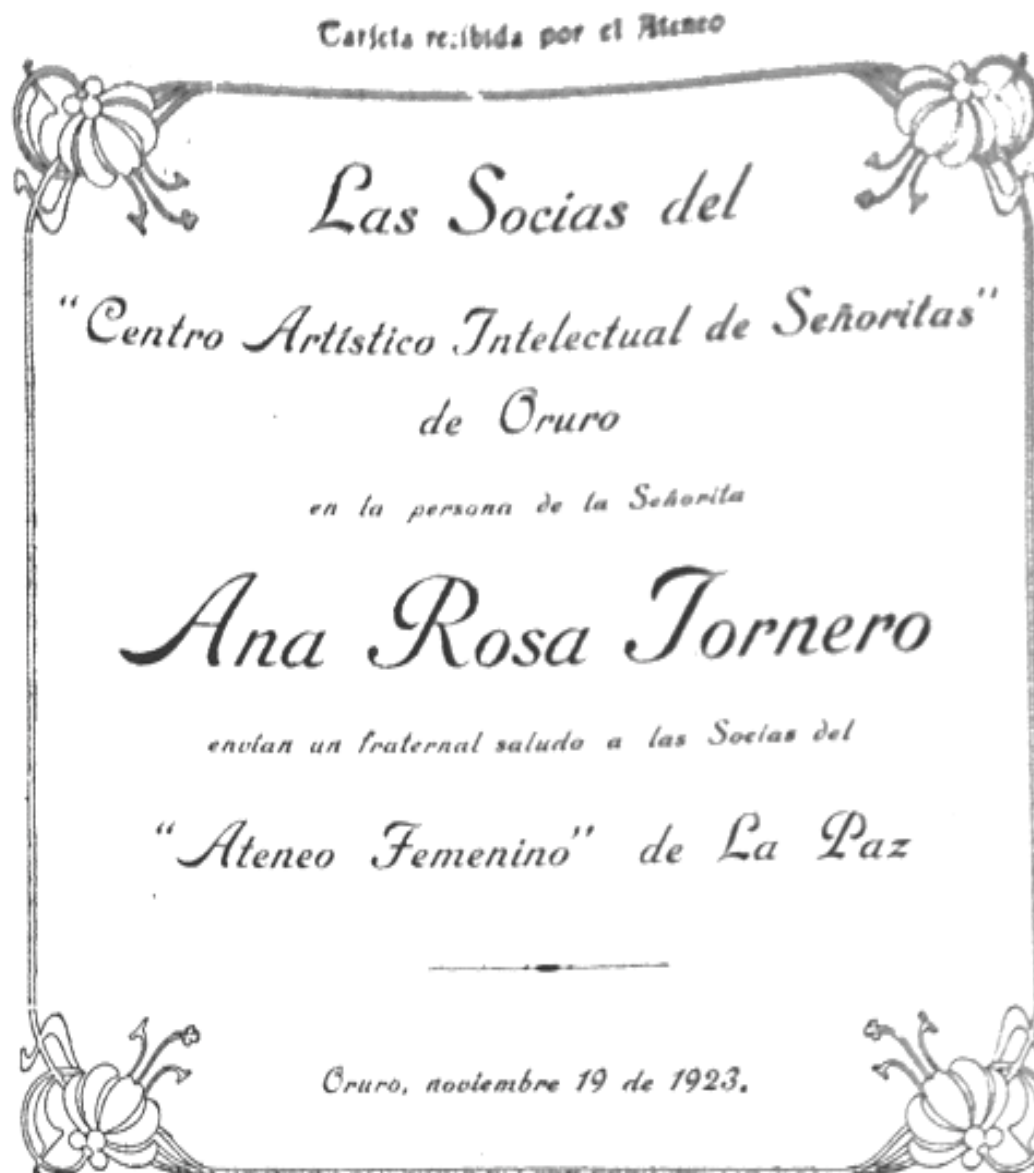 Tarjeta recibida por el Ateneo
Las Socias del
"Centro Artístico Intelectual de Señoritas"
de Oruro
en la persona de la Señorita
Ana Rosa Tornero
envían un fraternal saludo a las Socias del
"Ateneo Femenino" de La Paz
Oruro, noviembre 19 de 1923.